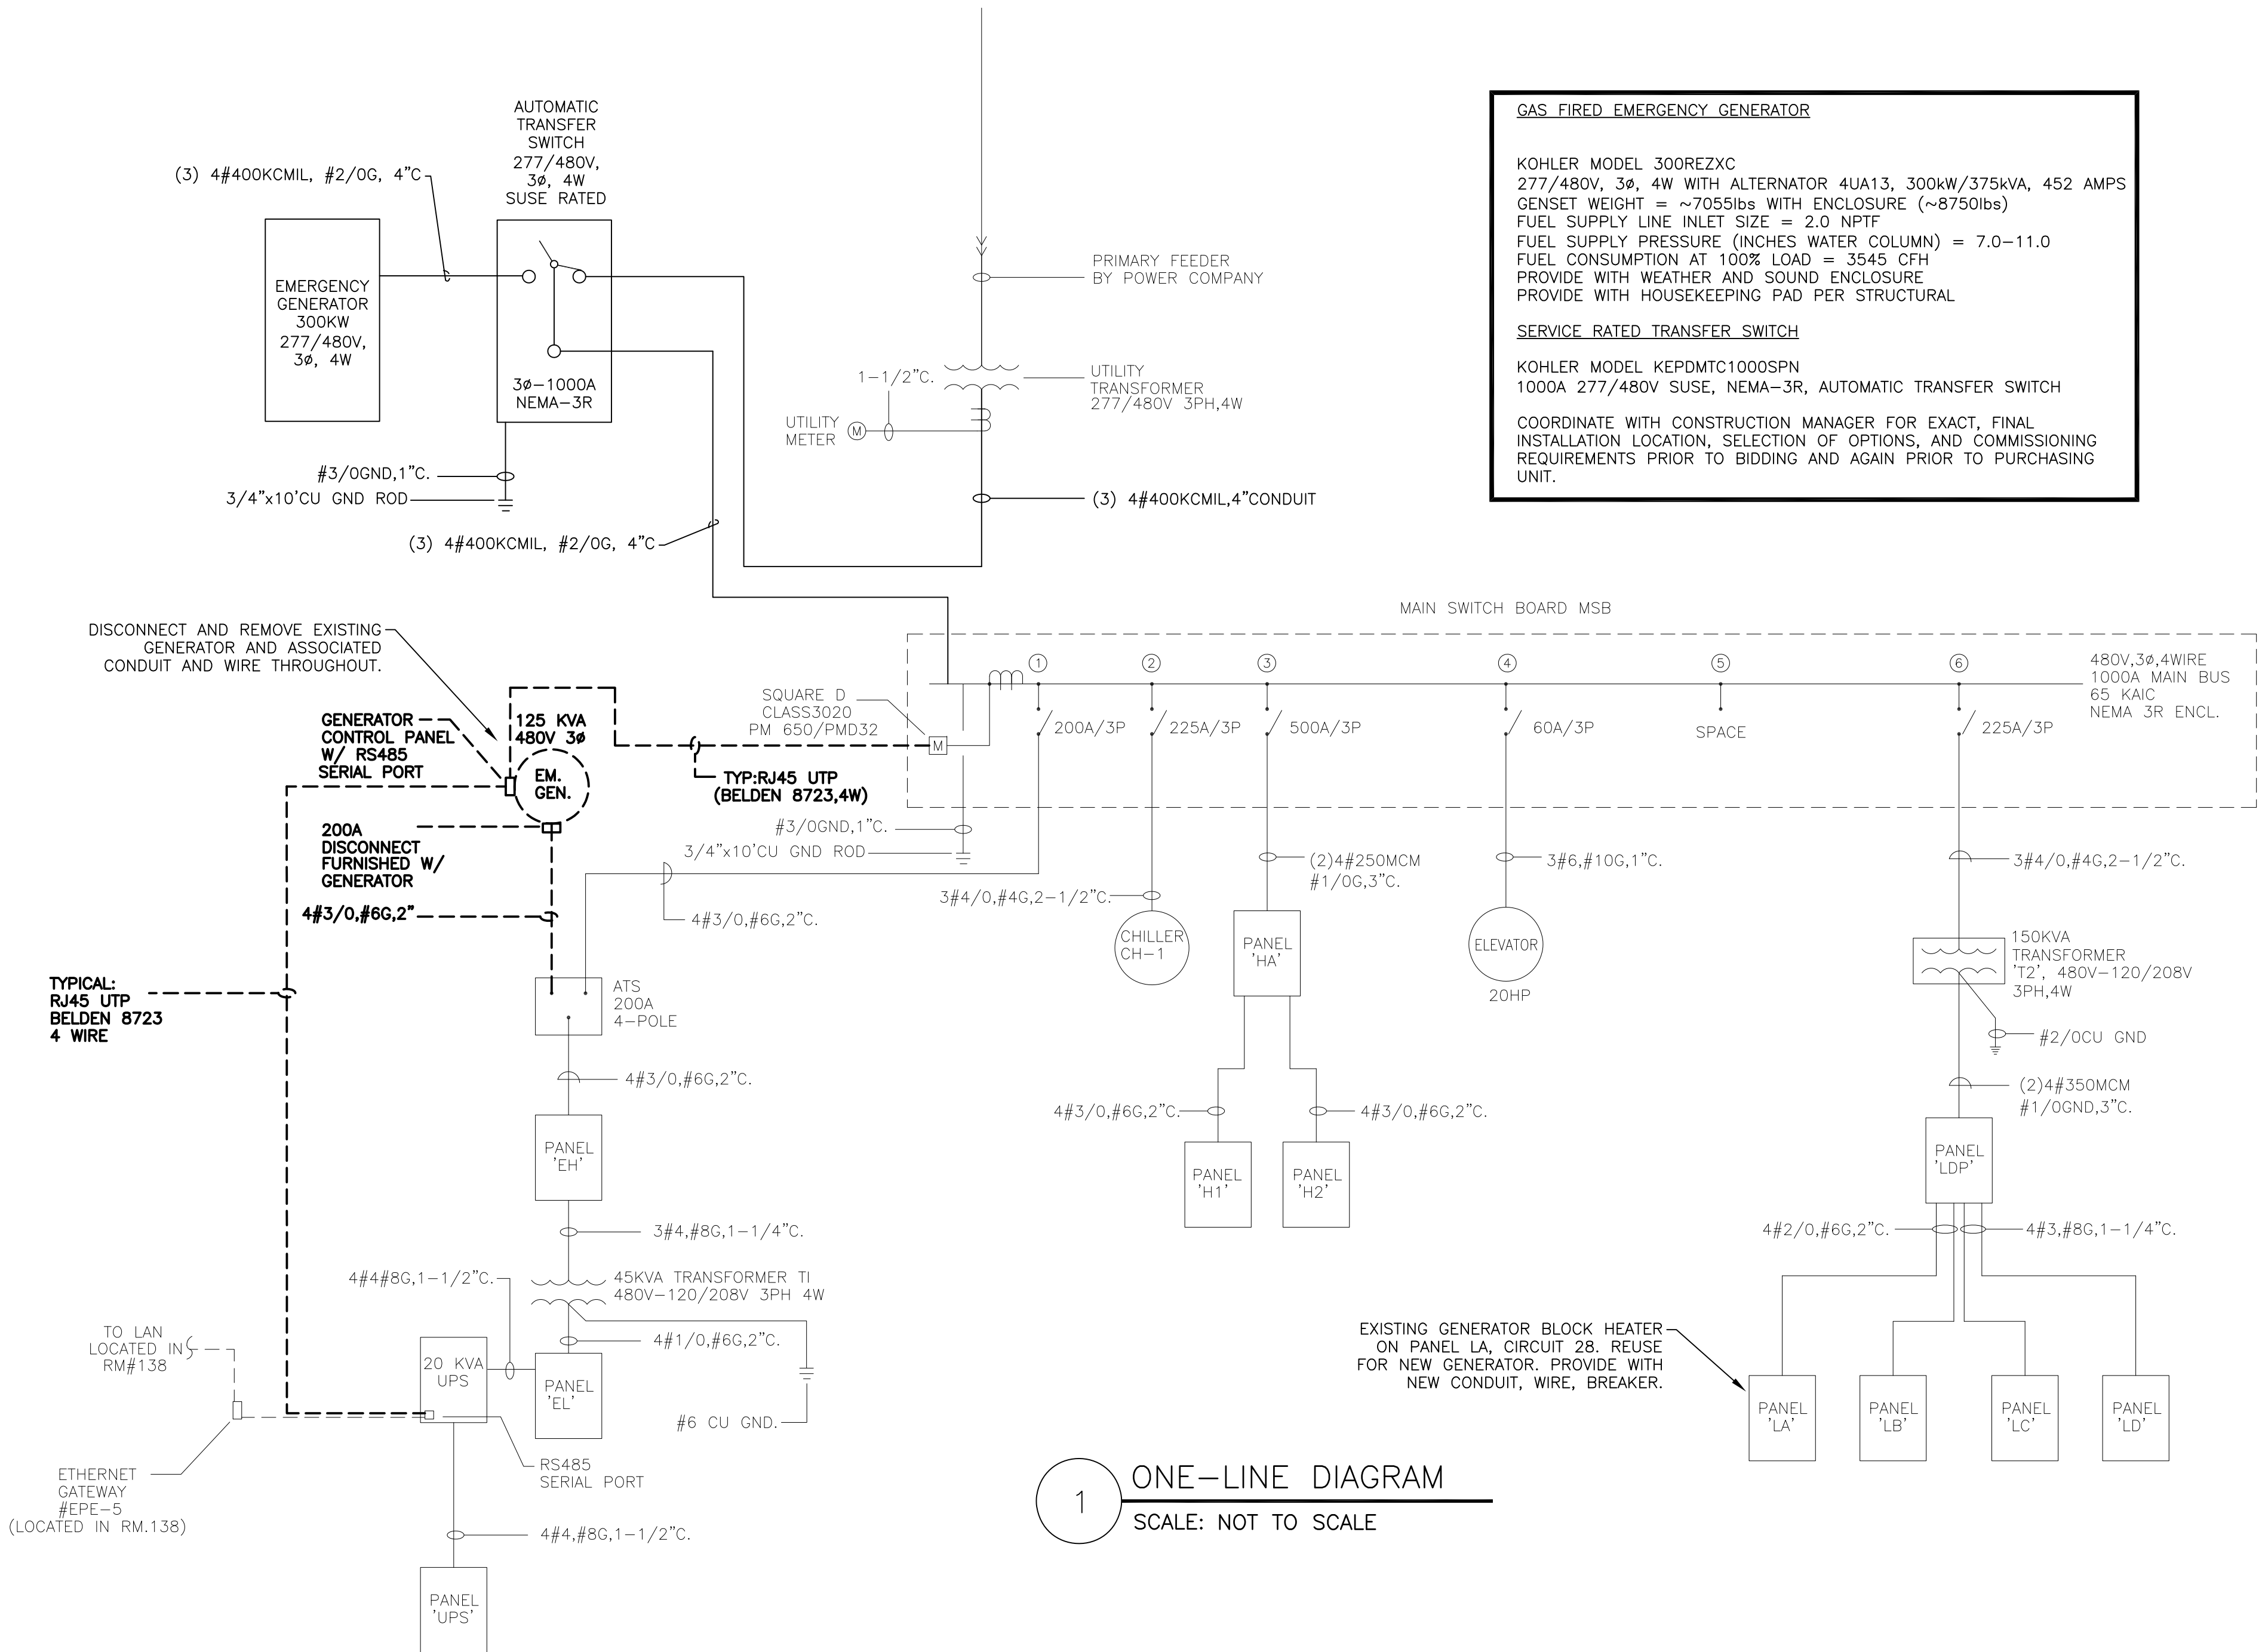 AUTOMATIC
TRANSFER
SWITCH
277/480V,
3ø, 4W
SUSE RATED
(3) 4#400KCMIL, #2/0G, 4"C
EMERGENCY
GENERATOR
300KW
277/480V,
3ø, 4W
3ø-1000A
NEMA-3R
#3/0GND,1"C.
3/4"x10'CU GND ROD
(3) 4#400KCMIL, #2/0G, 4"C
PRIMARY FEEDER
BY POWER COMPANY
1-1/2"C.
UTILITY
TRANSFORMER
277/480V 3PH,4W
UTILITY
METER
M
(3) 4#400KCMIL,4"CONDUIT
GAS FIRED EMERGENCY GENERATOR
KOHLER MODEL 300REZXC
277/480V, 3ø, 4W WITH ALTERNATOR 4UA13, 300kW/375kVA, 452 AMPS
GENSET WEIGHT = ~7055lbs WITH ENCLOSURE (~8750lbs)
FUEL SUPPLY LINE INLET SIZE = 2.0 NPTF
FUEL SUPPLY PRESSURE (INCHES WATER COLUMN) = 7.0-11.0
FUEL CONSUMPTION AT 100% LOAD = 3545 CFH
PROVIDE WITH WEATHER AND SOUND ENCLOSURE
PROVIDE WITH HOUSEKEEPING PAD PER STRUCTURAL
SERVICE RATED TRANSFER SWITCH
KOHLER MODEL KEPDMTC1000SPN
1000A 277/480V SUSE, NEMA-3R, AUTOMATIC TRANSFER SWITCH
COORDINATE WITH CONSTRUCTION MANAGER FOR EXACT, FINAL
INSTALLATION LOCATION, SELECTION OF OPTIONS, AND COMMISSIONING
REQUIREMENTS PRIOR TO BIDDING AND AGAIN PRIOR TO PURCHASING
UNIT.
DISCONNECT AND REMOVE EXISTING
GENERATOR AND ASSOCIATED
CONDUIT AND WIRE THROUGHOUT.
MAIN SWITCH BOARD MSB
1
2
3
4
5
6
480V,3ø,4WIRE
1000A MAIN BUS
65 KAIC
NEMA 3R ENCL.
SQUARE D
CLASS3020
PM 650/PMD32
M
200A/3P
225A/3P
500A/3P
60A/3P
SPACE
225A/3P
GENERATOR
CONTROL PANEL
W/ RS485
SERIAL PORT
125 KVA
480V 3ø
EM.
GEN.
TYP:RJ45 UTP
(BELDEN 8723,4W)
200A
DISCONNECT
FURNISHED W/
GENERATOR
4#3/0,#6G,2"
#3/0GND,1"C.
3/4"x10'CU GND ROD
4#3/0,#6G,2"C.
3#4/0,#4G,2-1/2"C.
CHILLER
CH-1
(2)4#250MCM
#1/0G,3"C.
PANEL
'HA'
3#6,#10G,1"C.
ELEVATOR
20HP
3#4/0,#4G,2-1/2"C.
150KVA
TRANSFORMER
'T2', 480V-120/208V
3PH,4W
#2/0CU GND
(2)4#350MCM
#1/0GND,3"C.
TYPICAL:
RJ45 UTP
BELDEN 8723
4 WIRE
ATS
200A
4-POLE
4#3/0,#6G,2"C.
PANEL
'EH'
4#3/0,#6G,2"C.
4#3/0,#6G,2"C.
PANEL
'H1'
PANEL
'H2'
PANEL
'LDP'
4#2/0,#6G,2"C.
4#3,#8G,1-1/4"C.
3#4,#8G,1-1/4"C.
4#4#8G,1-1/2"C.
45KVA TRANSFORMER TI
480V-120/208V 3PH 4W
4#1/0,#6G,2"C.
TO LAN
LOCATED IN
RM#138
20 KVA
UPS
PANEL
'EL'
#6 CU GND.
EXISTING GENERATOR BLOCK HEATER
ON PANEL LA, CIRCUIT 28. REUSE
FOR NEW GENERATOR. PROVIDE WITH
NEW CONDUIT, WIRE, BREAKER.
PANEL
'LA'
PANEL
'LB'
PANEL
'LC'
PANEL
'LD'
ETHERNET
GATEWAY
#EPE-5
(LOCATED IN RM.138)
RS485
SERIAL PORT
4#4,#8G,1-1/2"C.
PANEL
'UPS'
1
ONE-LINE DIAGRAM
SCALE: NOT TO SCALE